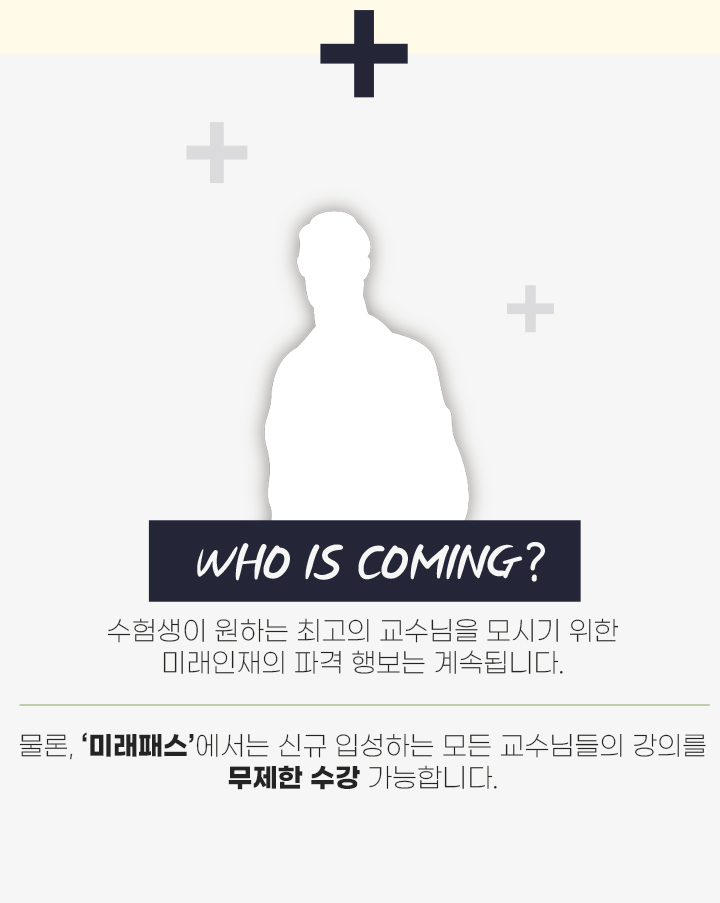 WHO IS COMING?
수험생이 원하는 최고의 교수님을 모시기 위한
미래인재의 파격 행보는 계속됩니다.
물론, ‘미래패스’에서는 신규 입성하는 모든 교수님들의 강의를
무제한 수강 가능합니다.